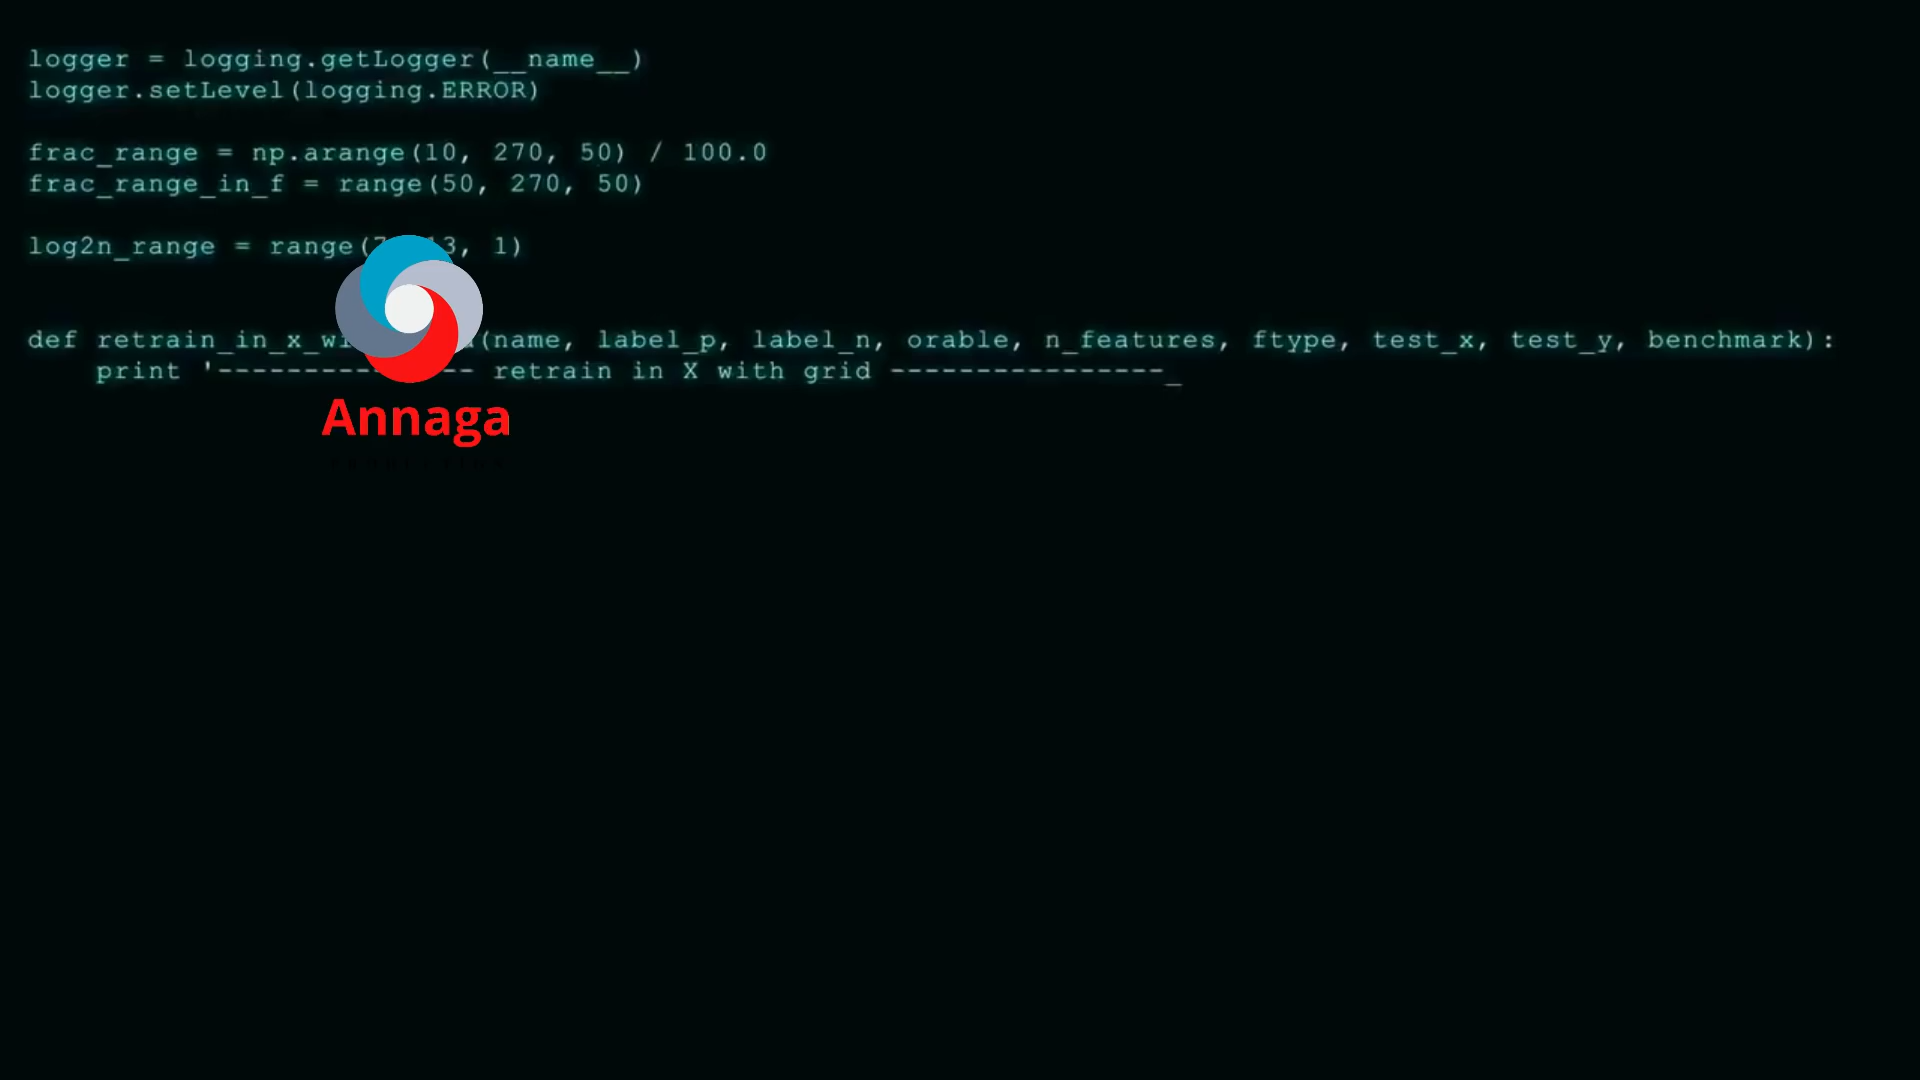 logger = logging.getLogger(__name__)
logger.setLevel(logging.ERROR)
frac_range = np.arange(10, 270, 50) / 100.0
frac_range_in_f = range(50, 270, 50)
log2n_range = range( 3, 1)
def retrain_in_x_wi (name, label_p, label_n, orable, n_features, ftype, test_x, test_y, benchmark):
print '--------------- retrain in X with grid ----------------_
Annaga